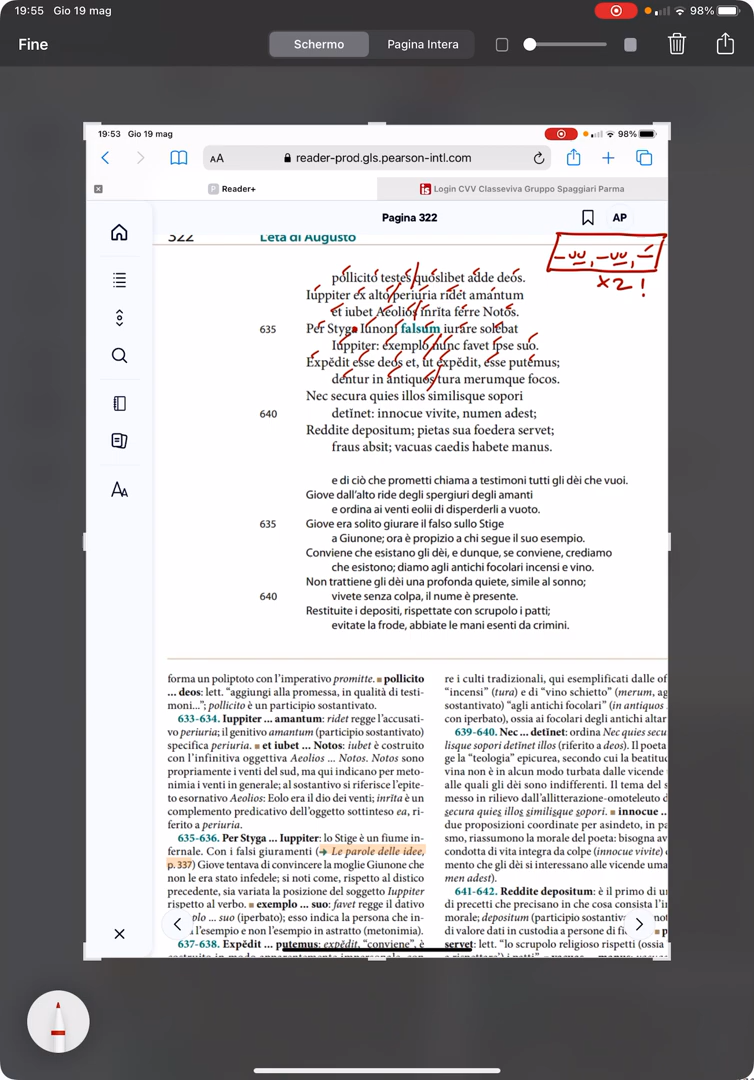 19:55 Gio 19 mag
98%
Fine
Schermo
Pagina Intera
19:53 Gio 19 mag
98%
AA
reader-prod.gls.pearson-intl.com
P Reader+
is Login CVV Classeviva Gruppo Spaggiari Parma
Pagina 322
AP
322 L'età di Augusto
x2!
pollicito testes quoslibet adde deos.
Iuppiter ex alto periuria ridet amantum
et iubet Aeolios inrĭta ferre Notos.
635 Per Styga Iunoni falsum iurare solebat
Iuppiter: exemplo nunc favet ipse suo.
Expĕdit esse deos et, ut expĕdit, esse putemus;
dentur in antiquos tura merumque focos.
Nec secura quies illos similisque sopori
640 detĭnet: innocue vivite, numen adest;
Reddite depositum; pietas sua foedera servet;
fraus absit; vacuas caedis habete manus.
e di ciò che prometti chiama a testimoni tutti gli dèi che vuoi.
Giove dall'alto ride degli spergiuri degli amanti
e ordina ai venti eolii di disperderli a vuoto.
635 Giove era solito giurare il falso sullo Stige
a Giunone; ora è propizio a chi segue il suo esempio.
Conviene che esistano gli dèi, e dunque, se conviene, crediamo
che esistono; diamo agli antichi focolari incensi e vino.
Non trattiene gli dèi una profonda quiete, simile al sonno;
640 vivete senza colpa, il nume è presente.
Restituite i depositi, rispettate con scrupolo i patti;
evitate la frode, abbiate le mani esenti da crimini.
forma un poliptoto con l'imperativo promitte. ■ pollicito
... deos: lett. "aggiungi alla promessa, in qualità di testi-
moni..."; pollicito è un participio sostantivato.
633-634. Iuppiter ... amantum: ridet regge l'accusati-
vo periuria; il genitivo amantum (participio sostantivato)
specifica periuria. ■ et iubet ... Notos: iubet è costruito
con l'infinitiva oggettiva Aeolios ... Notos. Notos sono
propriamente i venti del sud, ma qui indicano per meto-
nimia i venti in generale; al sostantivo si riferisce l'epite-
to esornativo Aeolios: Eolo era il dio dei venti; inrĭta è un
complemento predicativo dell'oggetto sottinteso ea, ri-
ferito a periuria.
635-636. Per Styga ... Iuppiter: lo Stige è un fiume in-
fernale. Con i falsi giuramenti (➔ Le parole delle idee,
p. 337) Giove tentava di convincere la moglie Giunone che
non le era stato infedele; si noti come, rispetto al distico
precedente, sia variata la posizione del soggetto Iuppiter
rispetto al verbo. ■ exemplo ... suo: favet regge il dativo
plo ... suo (iperbato); esso indica la persona che in-
l'esempio e non l'esempio in astratto (metonimia).
637-638. Expĕdit ... putemus: expĕdit, "conviene", è
re i culti tradizionali, qui esemplificati dalle of
"incensi" (tura) e di "vino schietto" (merum, ag
sostantivato) "agli antichi focolari" (in antiquos
con iperbato), ossia ai focolari degli antichi altar
639-640. Nec ... detĭnet: ordina Nec quies secu
lisque sopori detĭnet illos (riferito a deos). Il poeta
ge la "teologia" epicurea, secondo cui la beatitud
vina non è in alcun modo turbata dalle vicende
alle quali gli dèi sono indifferenti. Il tema del s
messo in rilievo dall'allitterazione-omoteleuto d
secura quies illos similisque sopori. ■ innocue ...
due proposizioni coordinate per asindeto, in pa
smo, riassumono la morale del poeta: bisogna av
condotta di vita integra da colpe (innocue vivite)
mento che gli dèi si interessano alle vicende uma
men adest).
641-642. Reddite depositum: è il primo di un
di precetti che precisano in che cosa consista l'i
morale; depositum (participio sostantiv
di valore dati in custodia a persone di fi
servet: lett. "lo scrupolo religioso rispetti (ossia